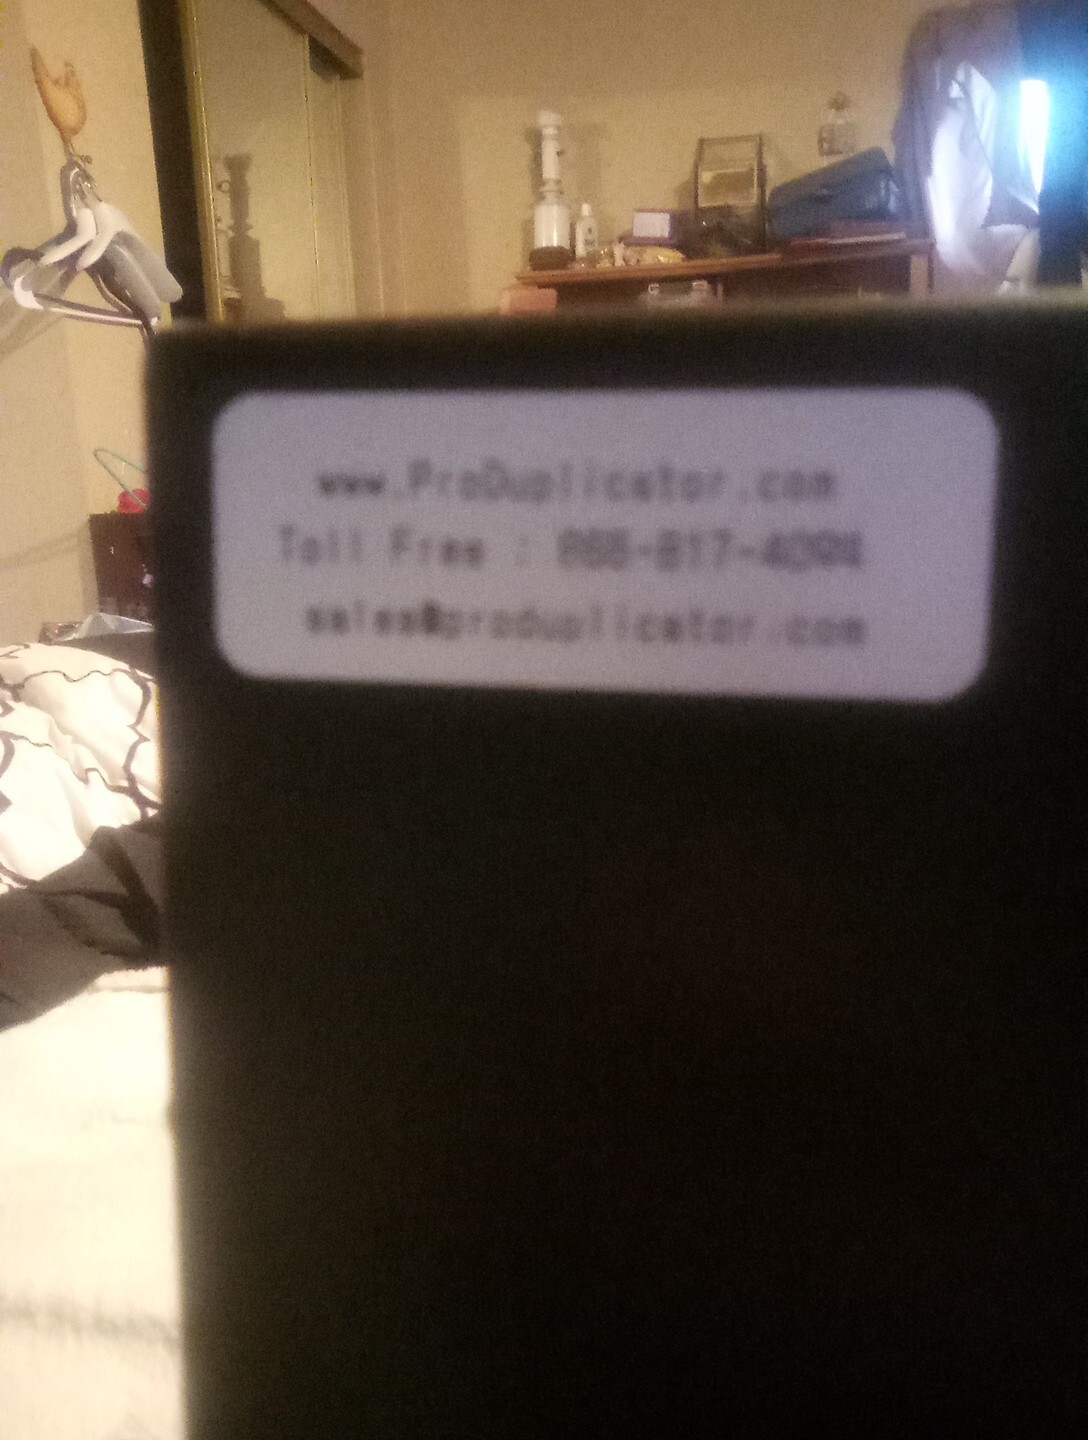 www.ProDuplicator.com
Toll Free :
sales@produplicator.com